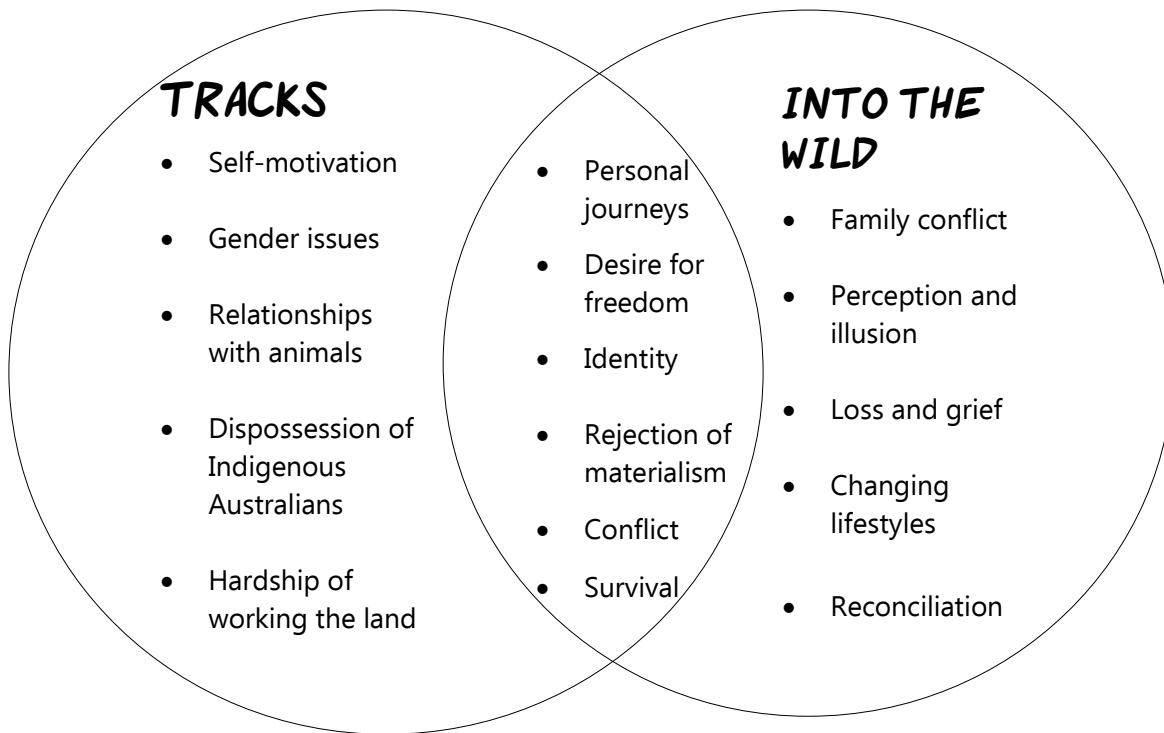 TRACKS
• Self-motivation
• Gender issues
• Relationships
with animals
• Dispossession of
Indigenous
Australians
• Hardship of
working the land
• Personal
journeys
• Desire for
freedom
• Identity
• Rejection of
materialism
• Conflict
• Survival
INTO THE
WILD
• Family conflict
• Perception and
illusion
• Loss and grief
• Changing
lifestyles
• Reconciliation